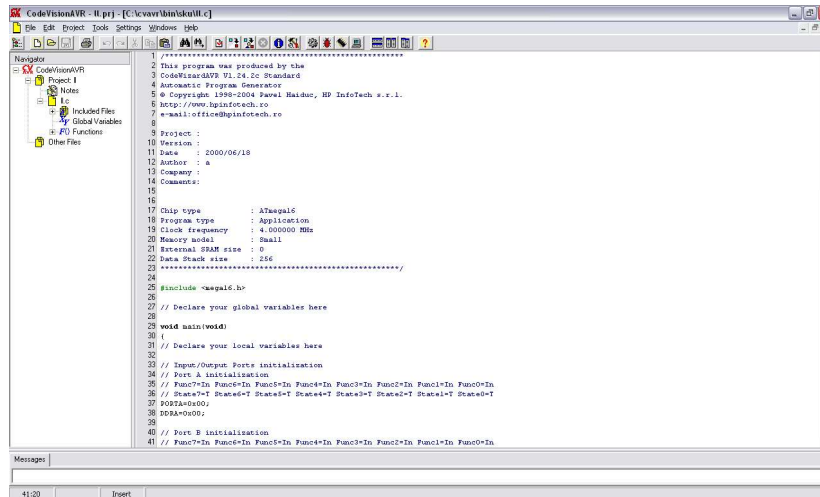 CodeVisionAVR - ll.prj - [C:\cvavr\bin\sku\ll.c]
File Edit Project Tools Settings Windows Help
Navigator
CodeVisionAVR
Project: ll
Notes
ll.c
Included Files
Global Variables
Functions
Other Files
1 /*****************************************************
2 This program was produced by the
3 CodeWizardAVR V1.24.2c Standard
4 Automatic Program Generator
5 © Copyright 1998-2004 Pavel Haiduc, HP InfoTech s.r.l.
6 http://www.hpinfotech.ro
7 e-mail:office@hpinfotech.ro
8
9 Project :
10 Version :
11 Date    : 2000/06/18
12 Author  : a
13 Company :
14 Comments:
15
16
17 Chip type           : ATmega16
18 Program type        : Application
19 Clock frequency     : 4.000000 MHz
20 Memory model        : Small
21 External SRAM size  : 0
22 Data Stack size     : 256
23 *****************************************************/
24
25 #include <mega16.h>
26
27 // Declare your global variables here
28
29 void main(void)
30 {
31 // Declare your local variables here
32
33 // Input/Output Ports initialization
34 // Port A initialization
35 // Func7=In Func6=In Func5=In Func4=In Func3=In Func2=In Func1=In Func0=In
36 // State7=T State6=T State5=T State4=T State3=T State2=T State1=T State0=T
37 PORTA=0x00;
38 DDRA=0x00;
39
40 // Port B initialization
41 // Func7=In Func6=In Func5=In Func4=In Func3=In Func2=In Func1=In Func0=In
Messages
41:20 Insert